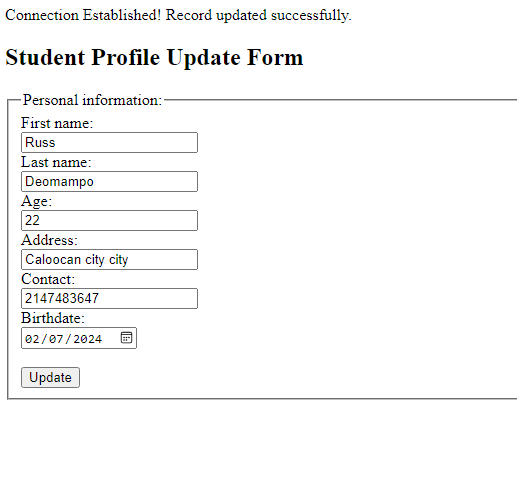 Connection Established! Record updated successfully.
Student Profile Update Form
Personal information:
First name:
Russ
Last name:
Deomampo
Age:
22
Address:
Caloocan city city
Contact:
2147483647
Birthdate:
02/07/2024
Update